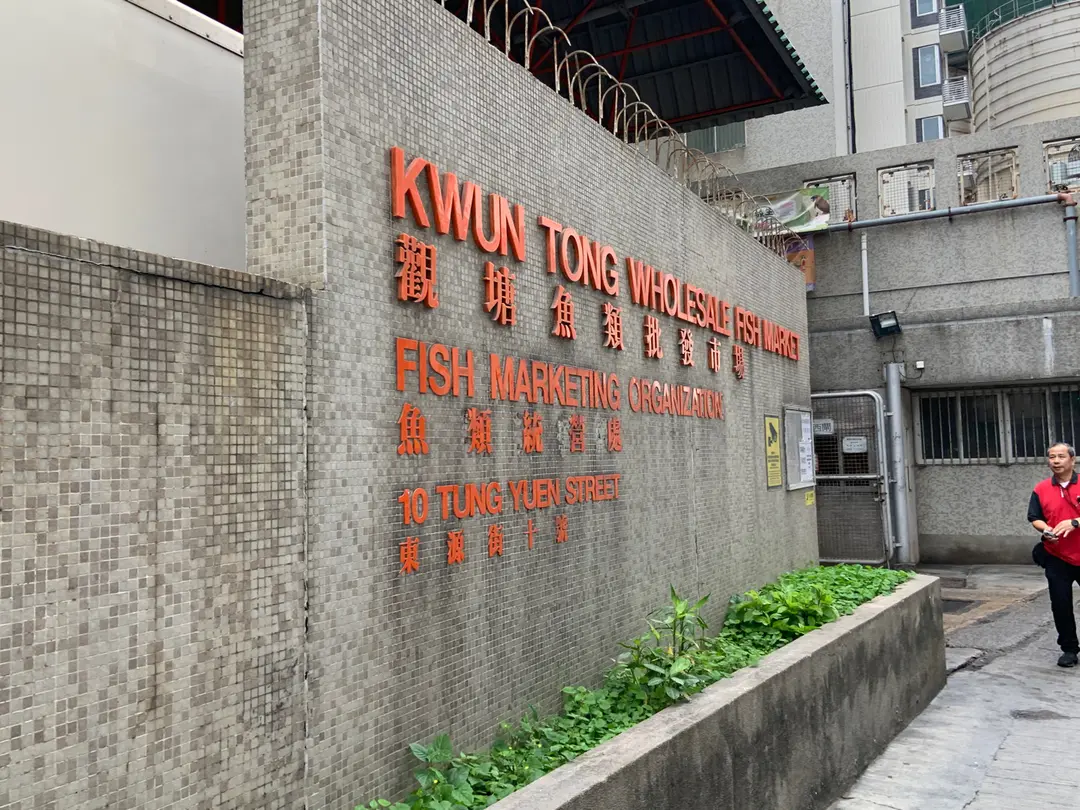 KWUN TONG WHOLESALE FISH MARKET
觀塘魚類批發市場
FISH MARKETING ORGANIZATION
魚類統營處
10 TUNG YUEN STREET
東源街十號